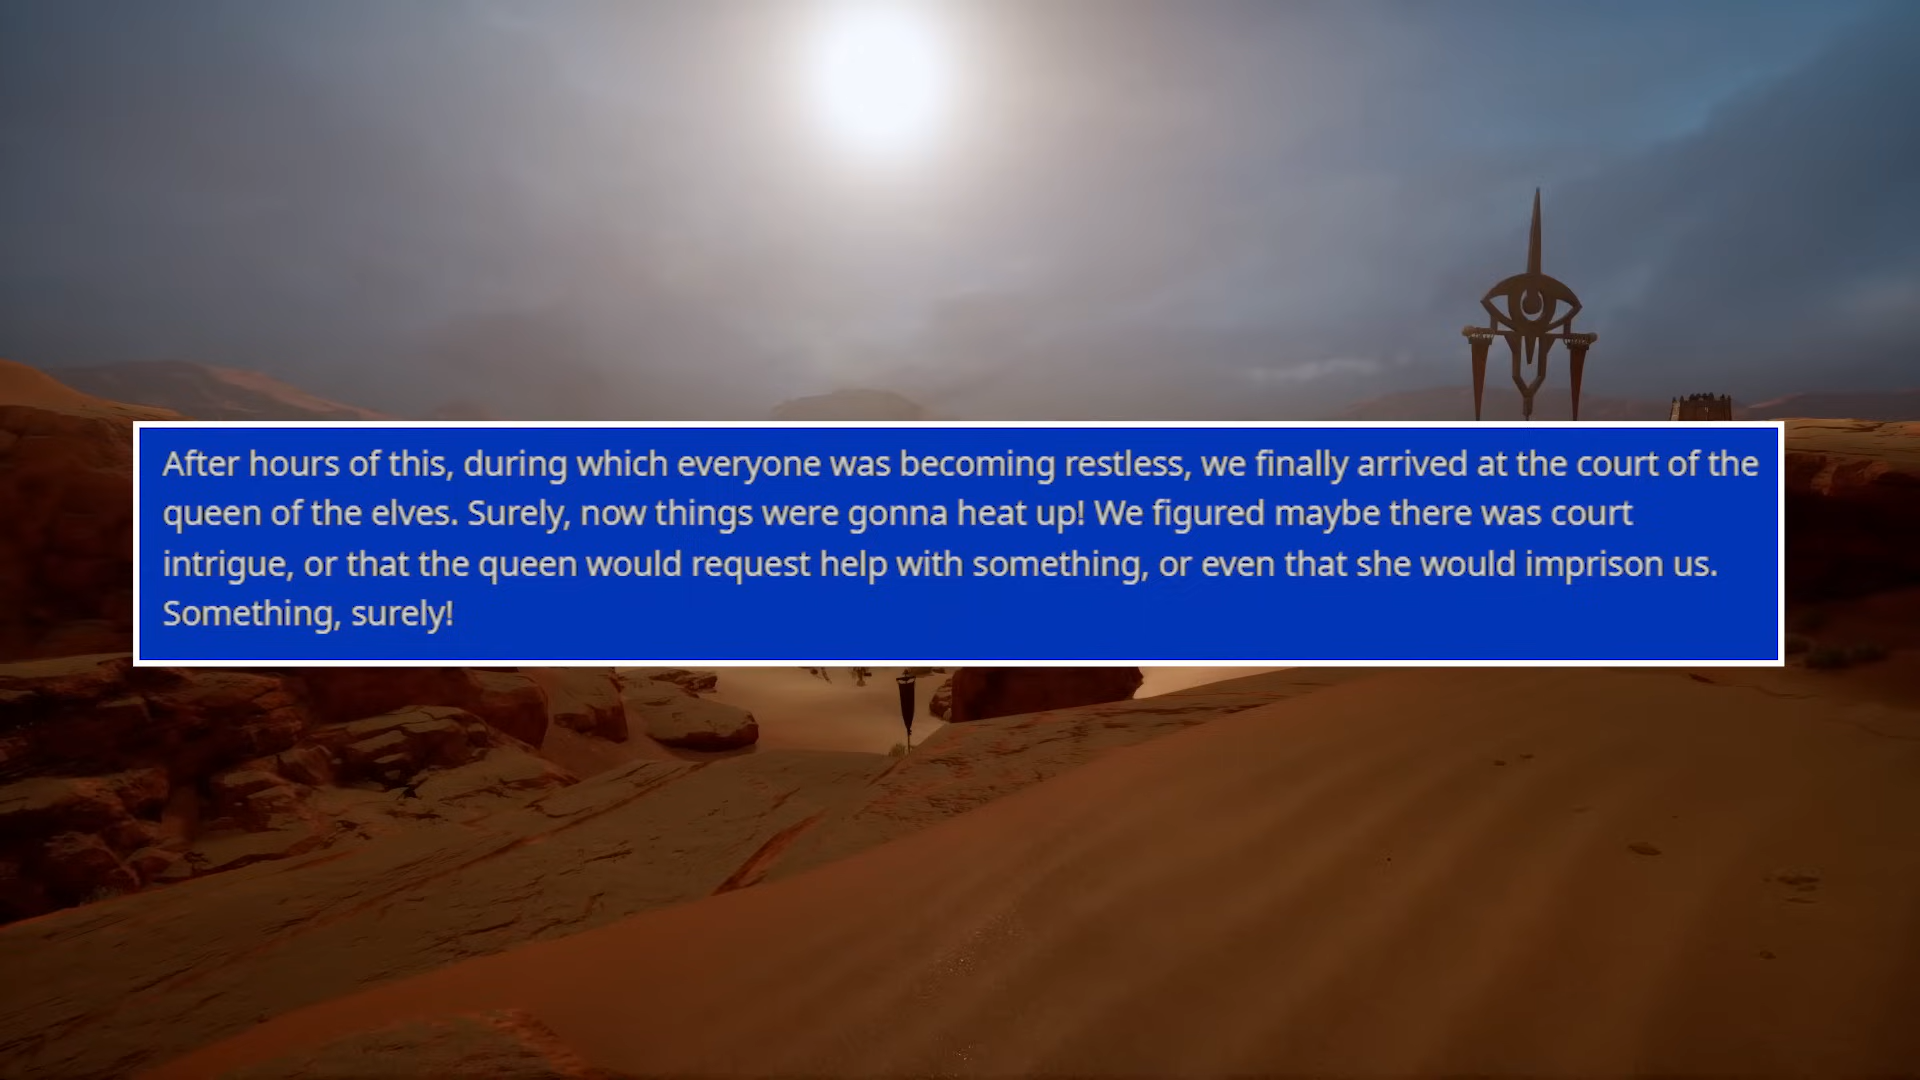 After hours of this, during which everyone was becoming restless, we finally arrived at the court of the
queen of the elves. Surely, now things were gonna heat up! We figured maybe there was court
intrigue, or that the queen would request help with something, or even that she would imprison us.
Something, surely!